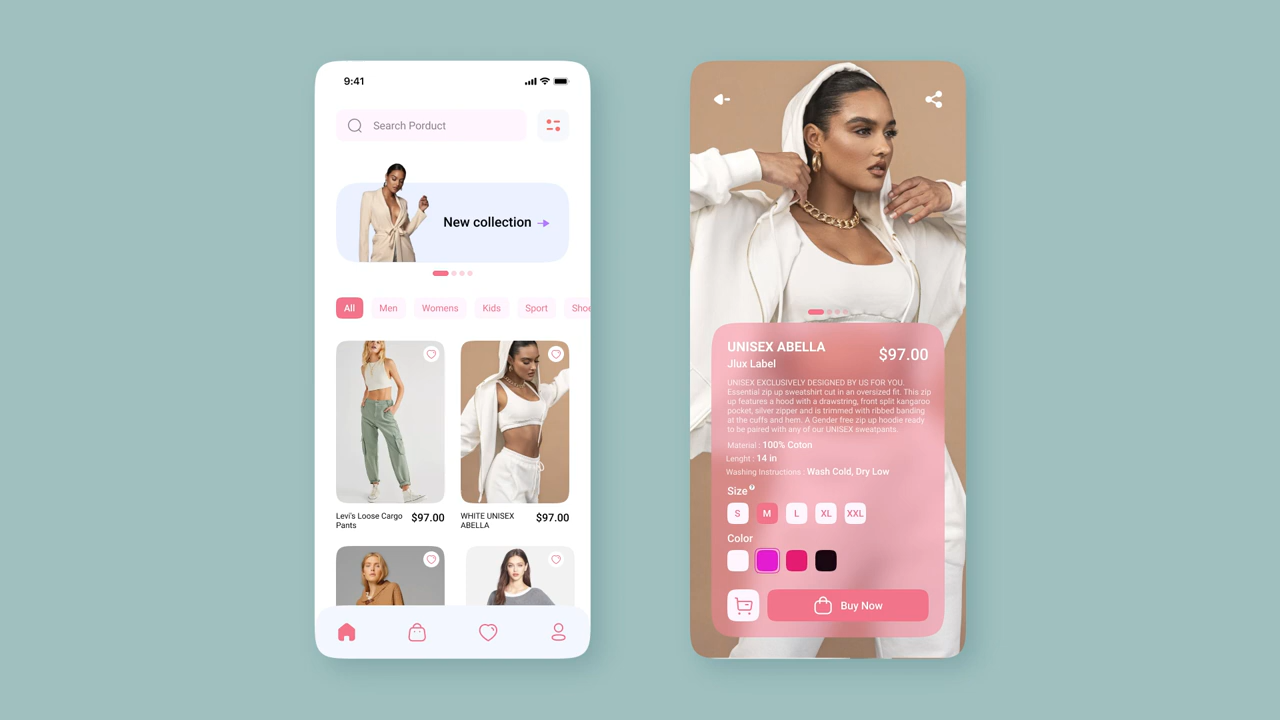 9:41
Search Porduct
New collection
All
Men
Womens
Kids
Sport
Shoe
Levi's Loose Cargo
Pants
$97.00
WHITE UNISEX
ABELLA
$97.00
UNISEX ABELLA
Jlux Label
$97.00
UNISEX EXCLUSIVELY DESIGNED BY US FOR YOU.
Essential zip up sweatshirt cut in an oversized fit. This zip
up features a hood with a drawstring, front split kangaroo
pocket, silver zipper and is trimmed with ribbed banding
at the cuffs and hem. A Gender free zip up hoodie ready
to be paired with any of our UNISEX sweatpants.
Material : 100% Coton
Lenght : 14 in
Washing Instructions : Wash Cold, Dry Low
Size ?
S
M
L
XL
XXL
Color
Buy Now